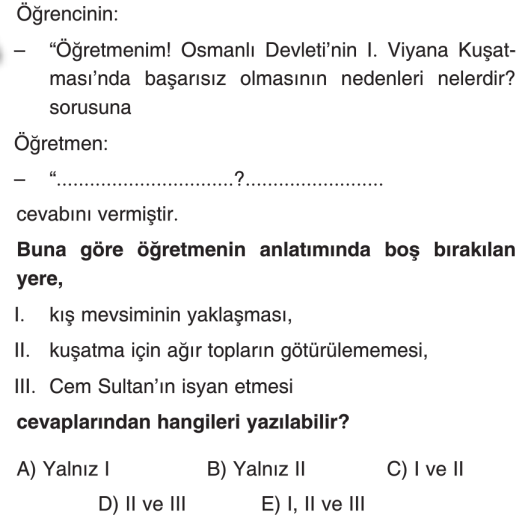 Öğrencinin:
– “Öğretmenim! Osmanlı Devleti’nin I. Viyana Kuşat-
ması’nda başarısız olmasının nedenleri nelerdir?
sorusuna
Öğretmen:
– “................................?.........................
cevabını vermiştir.
Buna göre öğretmenin anlatımında boş bırakılan
yere,
I. kış mevsiminin yaklaşması,
II. kuşatma için ağır topların götürülememesi,
III. Cem Sultan’ın isyan etmesi
cevaplarından hangileri yazılabilir?
A) Yalnız I B) Yalnız II C) I ve II
D) II ve III E) I, II ve III